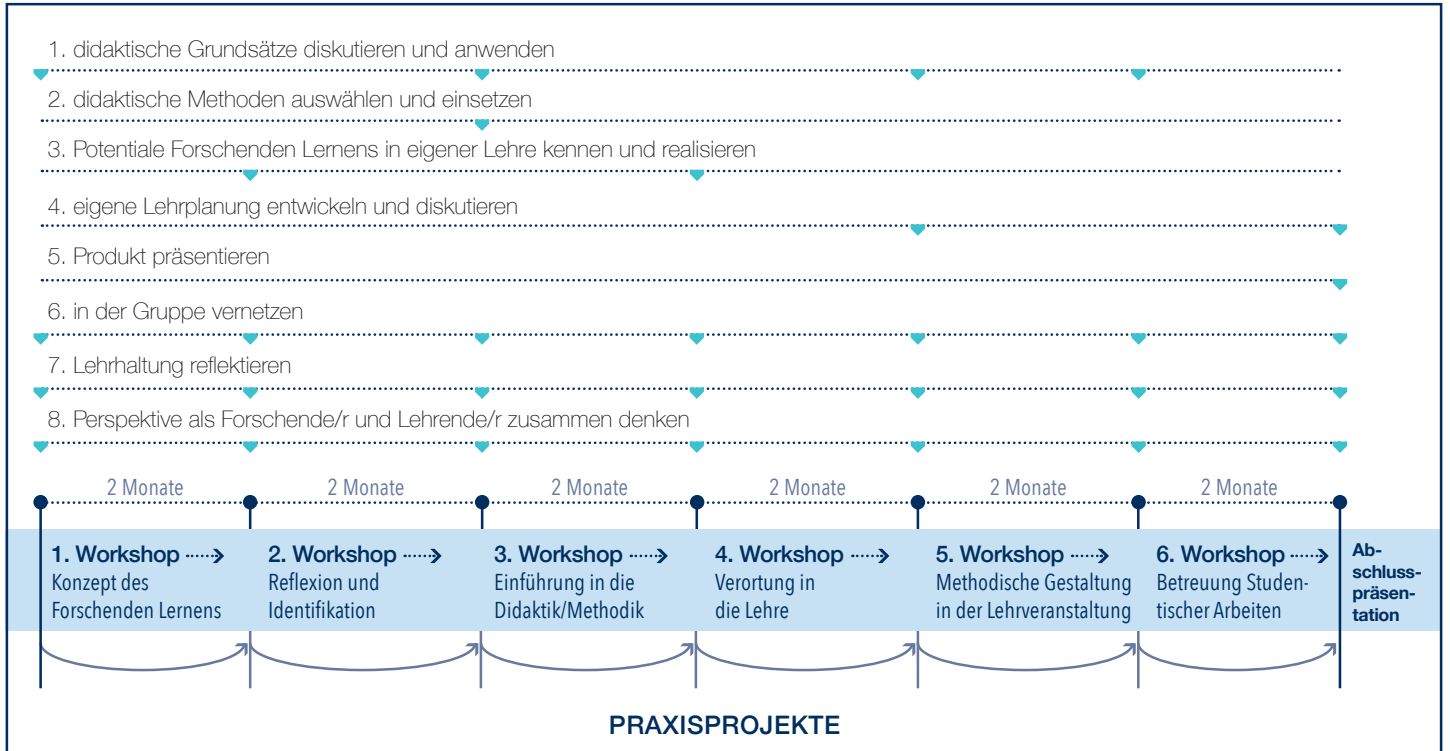 1. didaktische Grundsätze diskutieren und anwenden
2. didaktische Methoden auswählen und einsetzen
3. Potentiale Forschenden Lernens in eigener Lehre kennen und realisieren
4. eigene Lehrplanung entwickeln und diskutieren
5. Produkt präsentieren
6. in der Gruppe vernetzen
7. Lehrhaltung reflektieren
8. Perspektive als Forschende/r und Lehrende/r zusammen denken
2 Monate 2 Monate 2 Monate 2 Monate 2 Monate 2 Monate
1. Workshop
Konzept des
Forschenden Lernens
2. Workshop
Reflexion und
Identifikation
3. Workshop
Einführung in die
Didaktik/Methodik
4. Workshop
Verortung in
die Lehre
5. Workshop
Methodische Gestaltung
in der Lehrveranstaltung
6. Workshop
Betreuung Studen-
tischer Arbeiten
Ab-
schluss-
präsen-
tation
PRAXISPROJEKTE